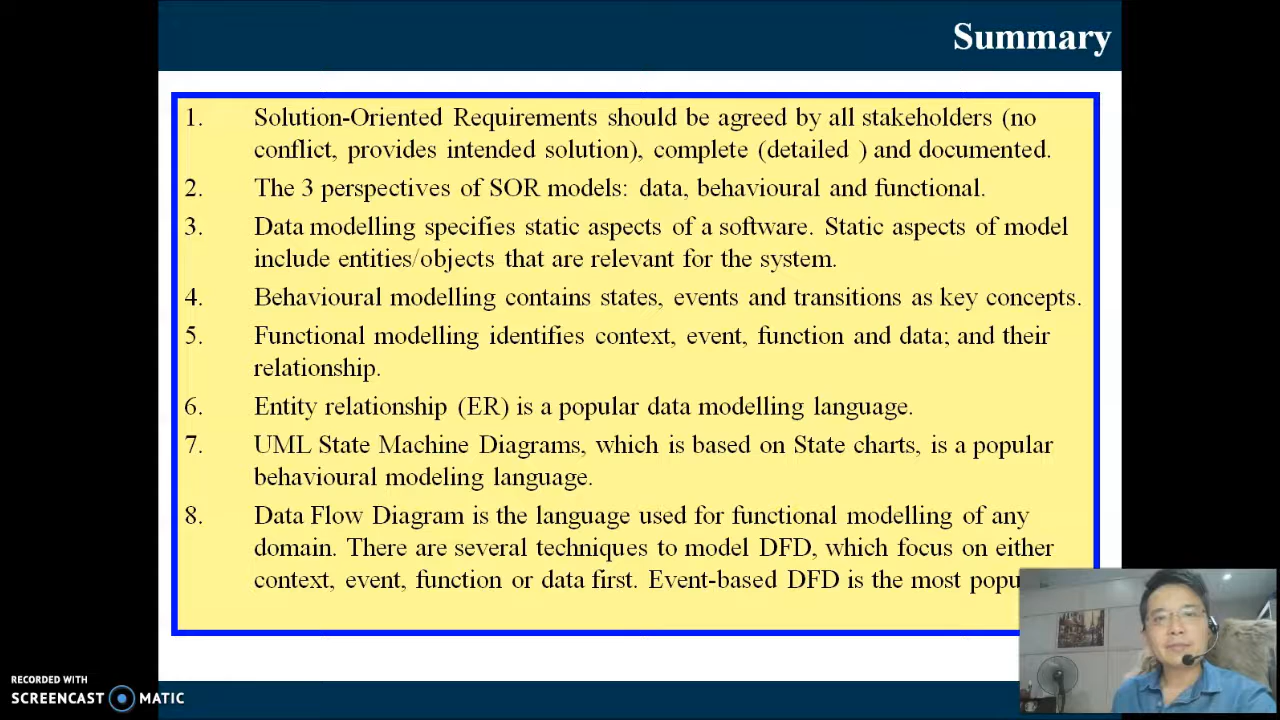 Summary
1. Solution-Oriented Requirements should be agreed by all stakeholders (no
conflict, provides intended solution), complete (detailed ) and documented.
2. The 3 perspectives of SOR models: data, behavioural and functional.
3. Data modelling specifies static aspects of a software. Static aspects of model
include entities/objects that are relevant for the system.
4. Behavioural modelling contains states, events and transitions as key concepts.
5. Functional modelling identifies context, event, function and data; and their
relationship.
6. Entity relationship (ER) is a popular data modelling language.
7. UML State Machine Diagrams, which is based on State charts, is a popular
behavioural modeling language.
8. Data Flow Diagram is the language used for functional modelling of any
domain. There are several techniques to model DFD, which focus on either
context, event, function or data first. Event-based DFD is the most
RECORDED WITH
SCREENCAST MATIC